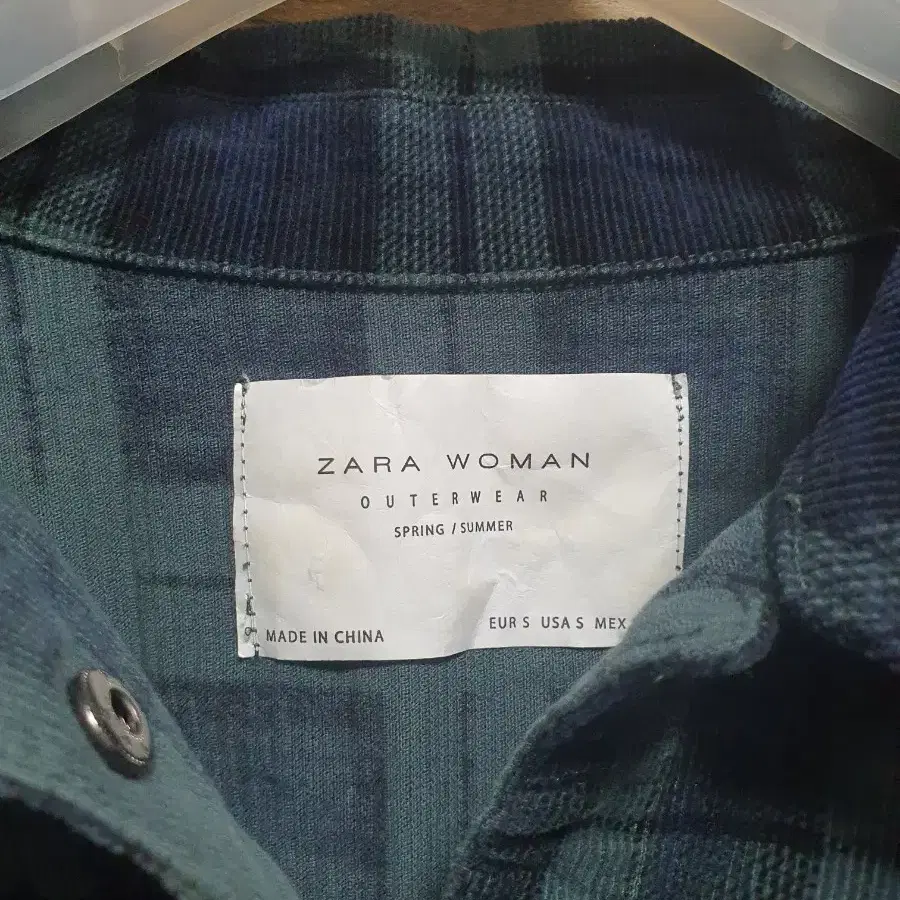 ZARA WOMAN
OUTERWEAR
SPRING / SUMMER
MADE IN CHINA
EUR S USA S MEX